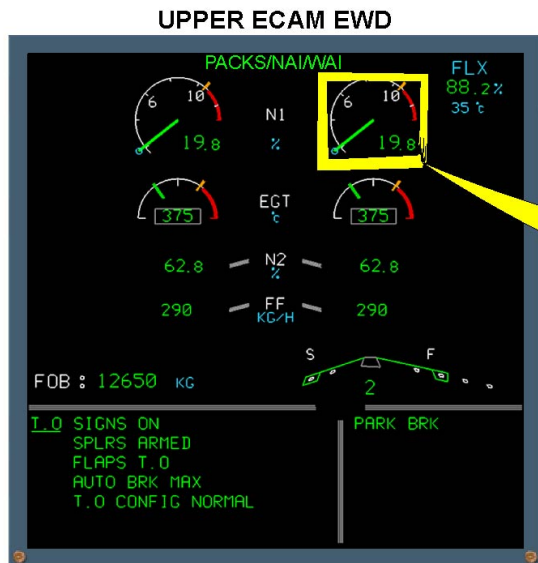 UPPER ECAM EWD
PACKS/NAI/WAI
FLX
88.2%
35 °c
6 10 N1 6 10
19.8 % 19.8
EGT
375 °c 375
62.8 N2 62.8
%
290 FF 290
KG/H
S F
FOB : 12650 KG 2
T.O SIGNS ON PARK BRK
SPLRS ARMED
FLAPS T.O
AUTO BRK MAX
T.O CONFIG NORMAL